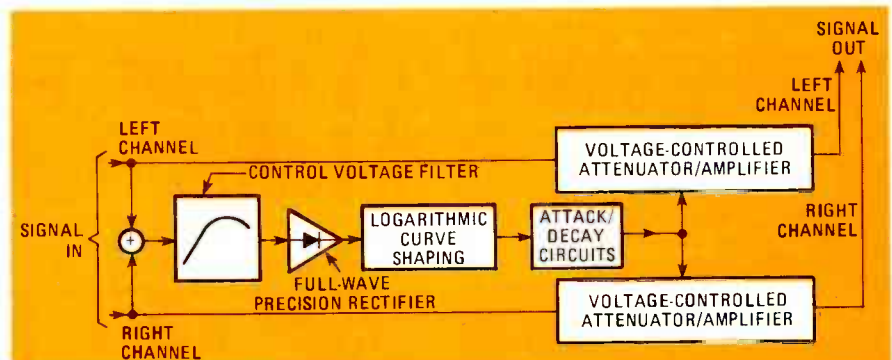 SIGNAL
OUT
LEFT
CHANNEL
LEFT
CHANNEL
CONTROL VOLTAGE FILTER
VOLTAGE-CONTROLLED
ATTENUATOR/AMPLIFIER
SIGNAL
IN
+
LOGARITHMIC
CURVE
SHAPING
ATTACK/
DECAY
CIRCUITS
RIGHT
CHANNEL
FULL-WAVE
PRECISION RECTIFIER
VOLTAGE-CONTROLLED
ATTENUATOR/AMPLIFIER
RIGHT
CHANNEL